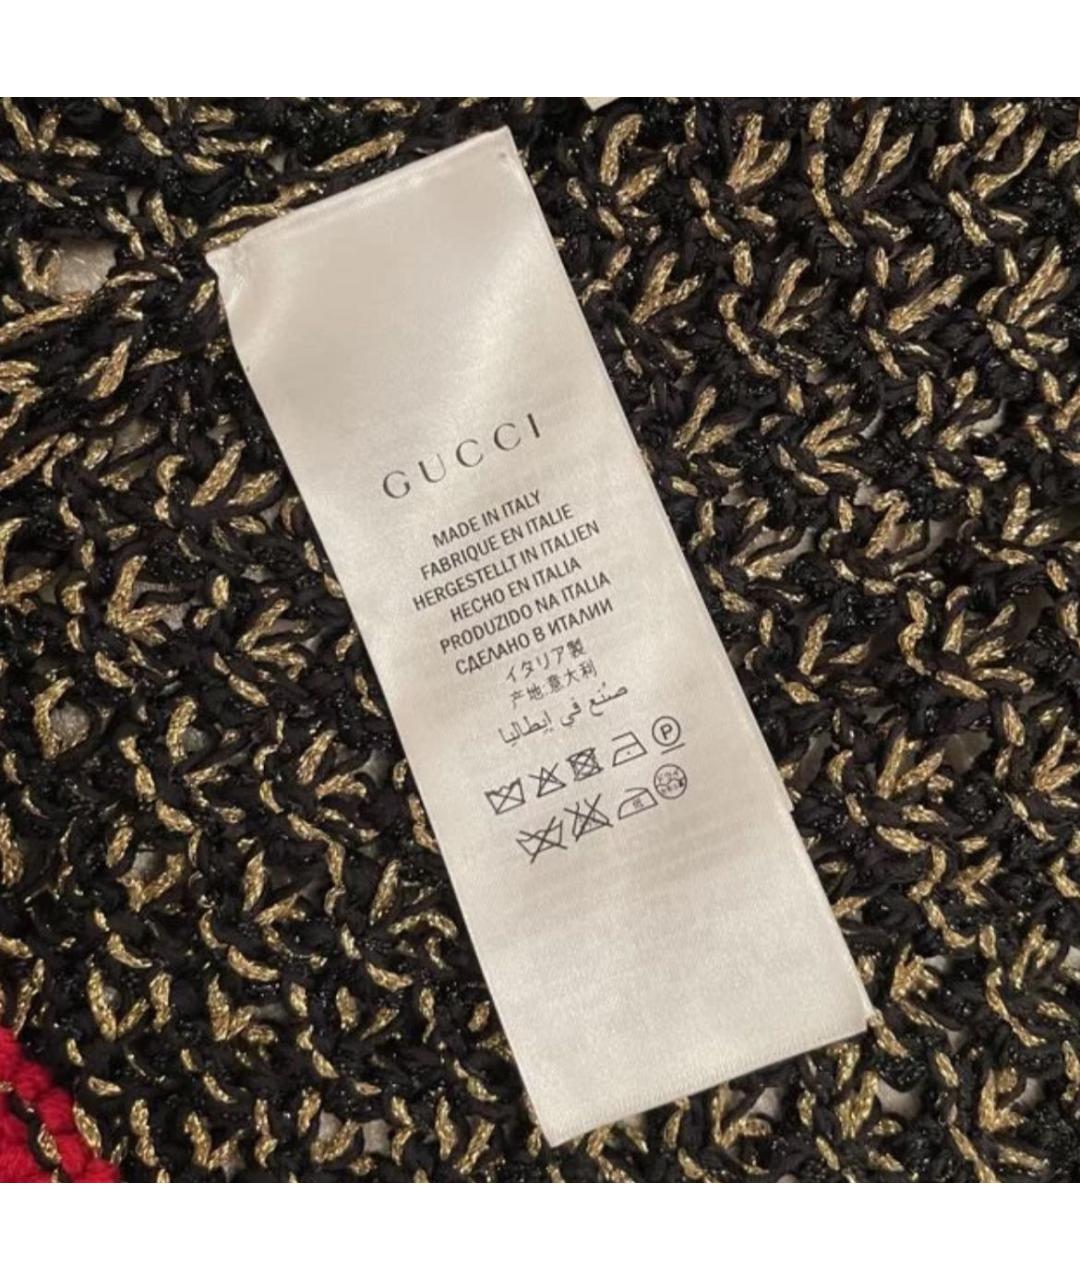 GUCCI
MADE IN ITALY
FABRIQUE EN ITALIE
HERGESTELLT IN ITALIEN
HECHO EN ITALIA
PRODUZIDO NA ITALIA
СДЕЛАНО В ИТАЛИИ
イタリア製
产地:意大利
صُنع في إيطاليا
P